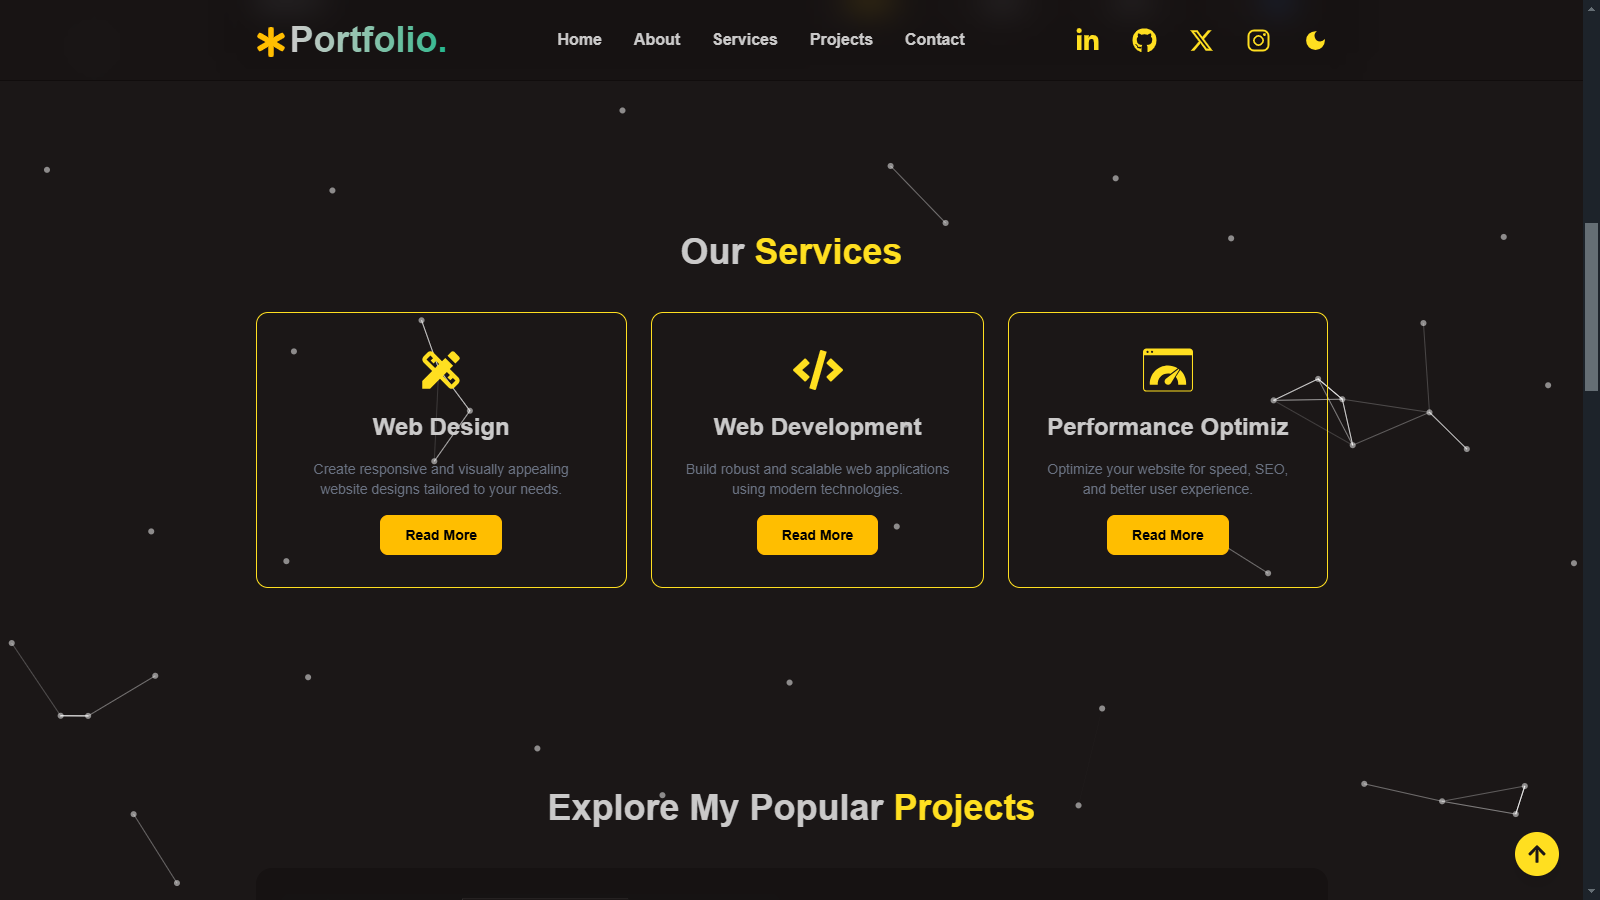 Portfolio.
Home About Services Projects Contact
Our Services
Web Design
Create responsive and visually appealing
website designs tailored to your needs.
Read More
Web Development
Build robust and scalable web applications
using modern technologies.
Read More
Performance Optimiz
Optimize your website for speed, SEO,
and better user experience.
Read More
Explore My Popular Projects